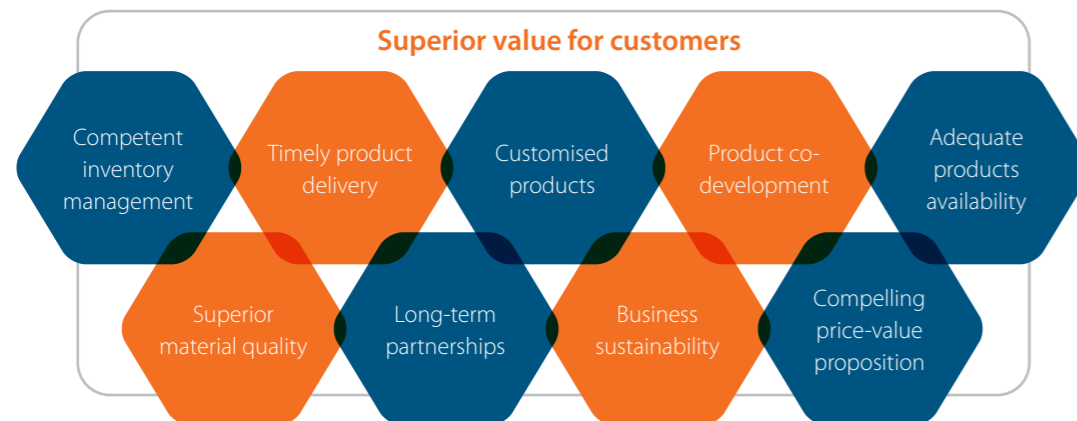 Superior value for customers
Competent
inventory
management
Timely product
delivery
Customised
products
Product co-
development
Adequate
products
availability
Superior
material quality
Long-term
partnerships
Business
sustainability
Compelling
price-value
proposition